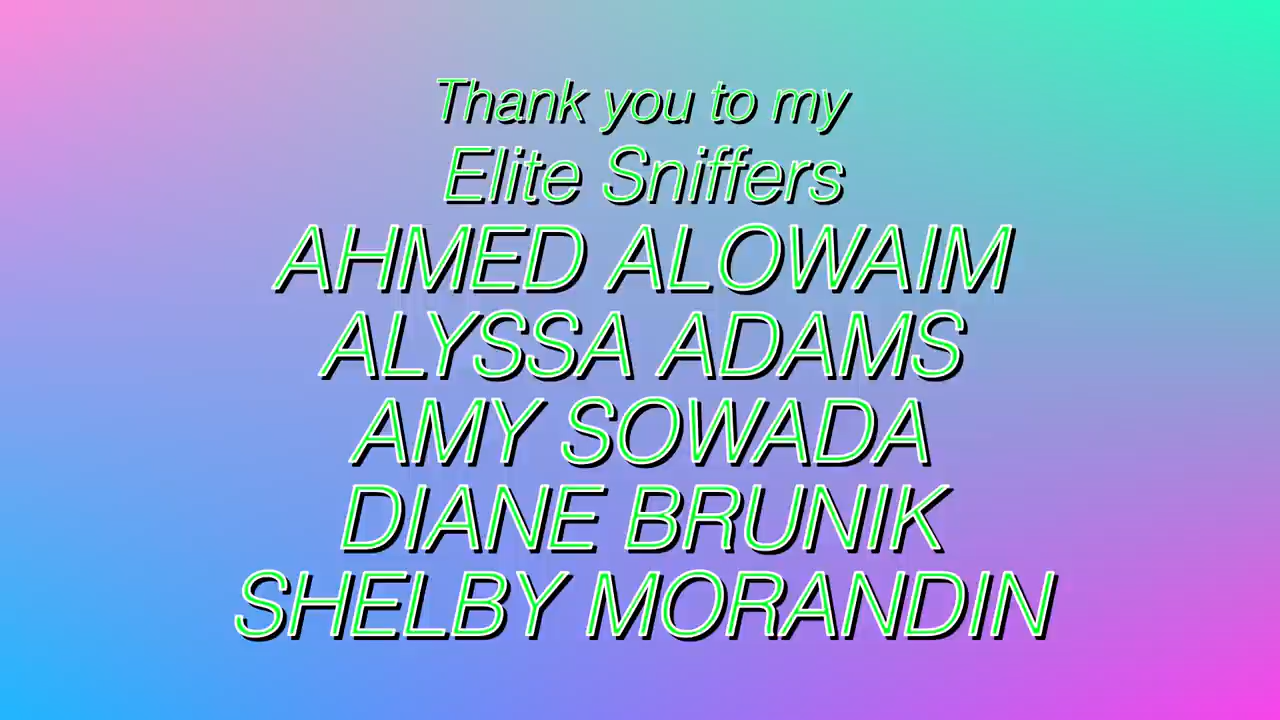 Thank you to my
Elite Sniffers
AHMED ALOWAIM
ALYSSA ADAMS
AMY SOWADA
DIANE BRUNIK
SHELBY MORANDIN